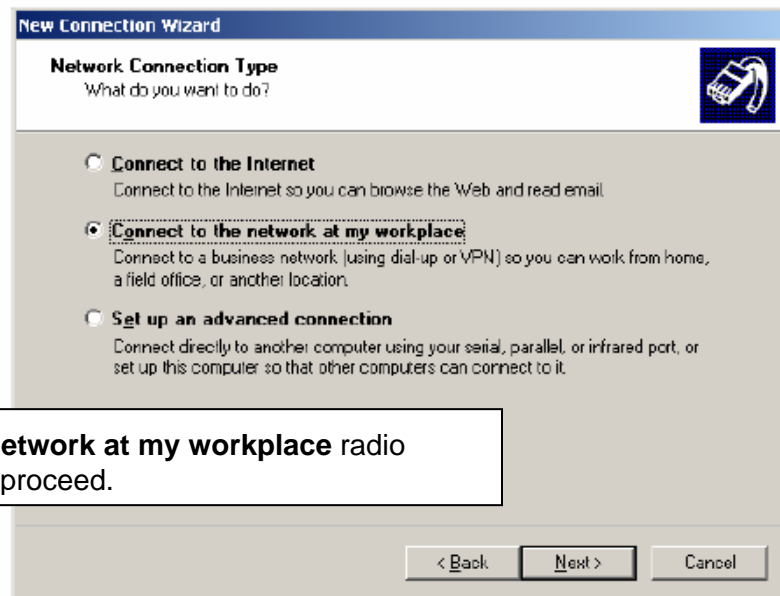 New Connection Wizard
Network Connection Type
What do you want to do?
Connect to the Internet
Connect to the Internet so you can browse the Web and read email.
Connect to the network at my workplace
Connect to a business network (using dial-up or VPN) so you can work from home,
a field office, or another location.
Set up an advanced connection
Connect directly to another computer using your serial, parallel, or infrared port, or
set up this computer so that other computers can connect to it.
etwork at my workplace radio
proceed.
< Back
Next >
Cancel